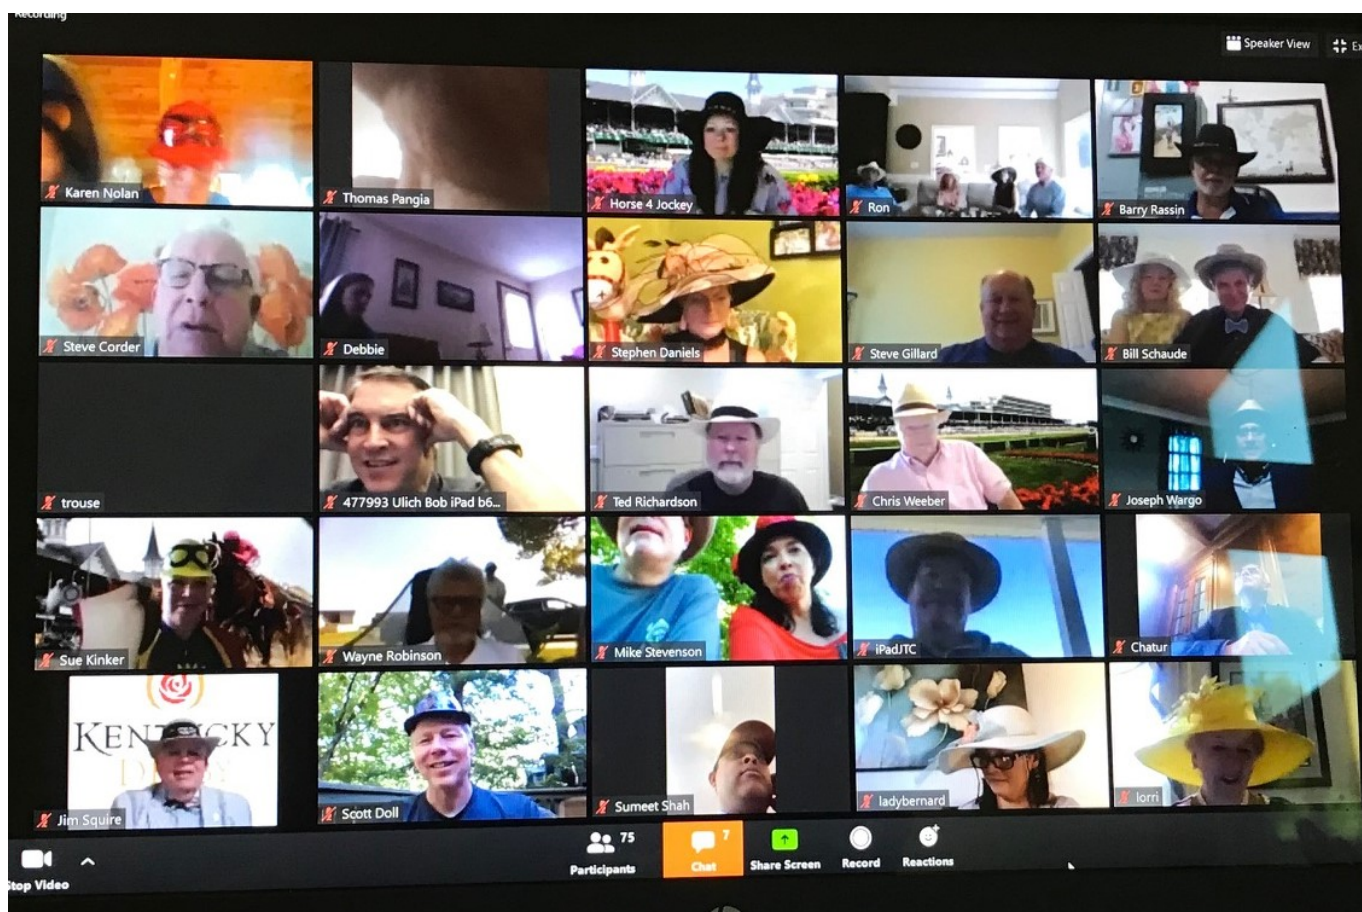 Recording
Speaker View
Karen Nolan
Thomas Pangia
Horse 4 Jockey
Ron
Barry Rassin
Steve Corder
Debbie
Stephen Daniels
Steve Gillard
Bill Schaude
trouse
477993 Ulich Bob iPad b6...
Ted Richardson
Chris Weeber
Joseph Wargo
Sue Kinker
Wayne Robinson
Mike Stevenson
iPadJTC
Chatur
KENTUCKY
DERBY
Jim Squire
Scott Doll
Sumeet Shah
ladybernard
lorri
Stop Video
75
Participants
7
Chat
Share Screen
Record
Reactions